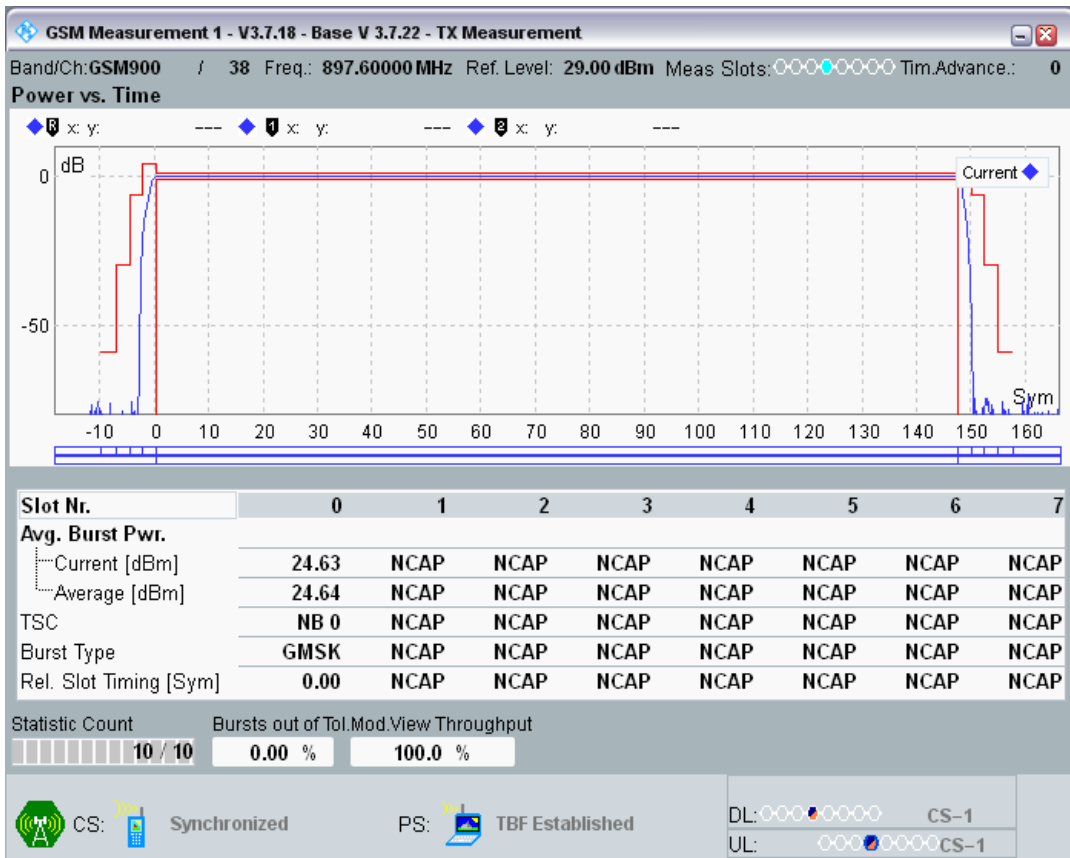 GSM Measurement 1 - V3.7.18 - Base V 3.7.22 - TX Measurement
Band/Ch:GSM900 / 38 Freq.: 897.60000 MHz Ref. Level: 29.00 dBm Meas Slots: Tim.Advance.: 0
Power vs. Time
R x: y: --- 1 x: y: --- 2 x: y: ---
dB
Current
0
-50
Sym
-10 0 10 20 30 40 50 60 70 80 90 100 110 120 130 140 150 160
Slot Nr. 0 1 2 3 4 5 6 7
Avg. Burst Pwr.
Current [dBm] 24.63 NCAP NCAP NCAP NCAP NCAP NCAP NCAP
Average [dBm] 24.64 NCAP NCAP NCAP NCAP NCAP NCAP NCAP
TSC NB 0 NCAP NCAP NCAP NCAP NCAP NCAP NCAP
Burst Type GMSK NCAP NCAP NCAP NCAP NCAP NCAP NCAP
Rel. Slot Timing [Sym] 0.00 NCAP NCAP NCAP NCAP NCAP NCAP NCAP
Statistic Count Bursts out of Tol.Mod.View Throughput
10 / 10 0.00 % 100.0 %
CS: Synchronized PS: TBF Established DL: CS-1
UL: CS-1